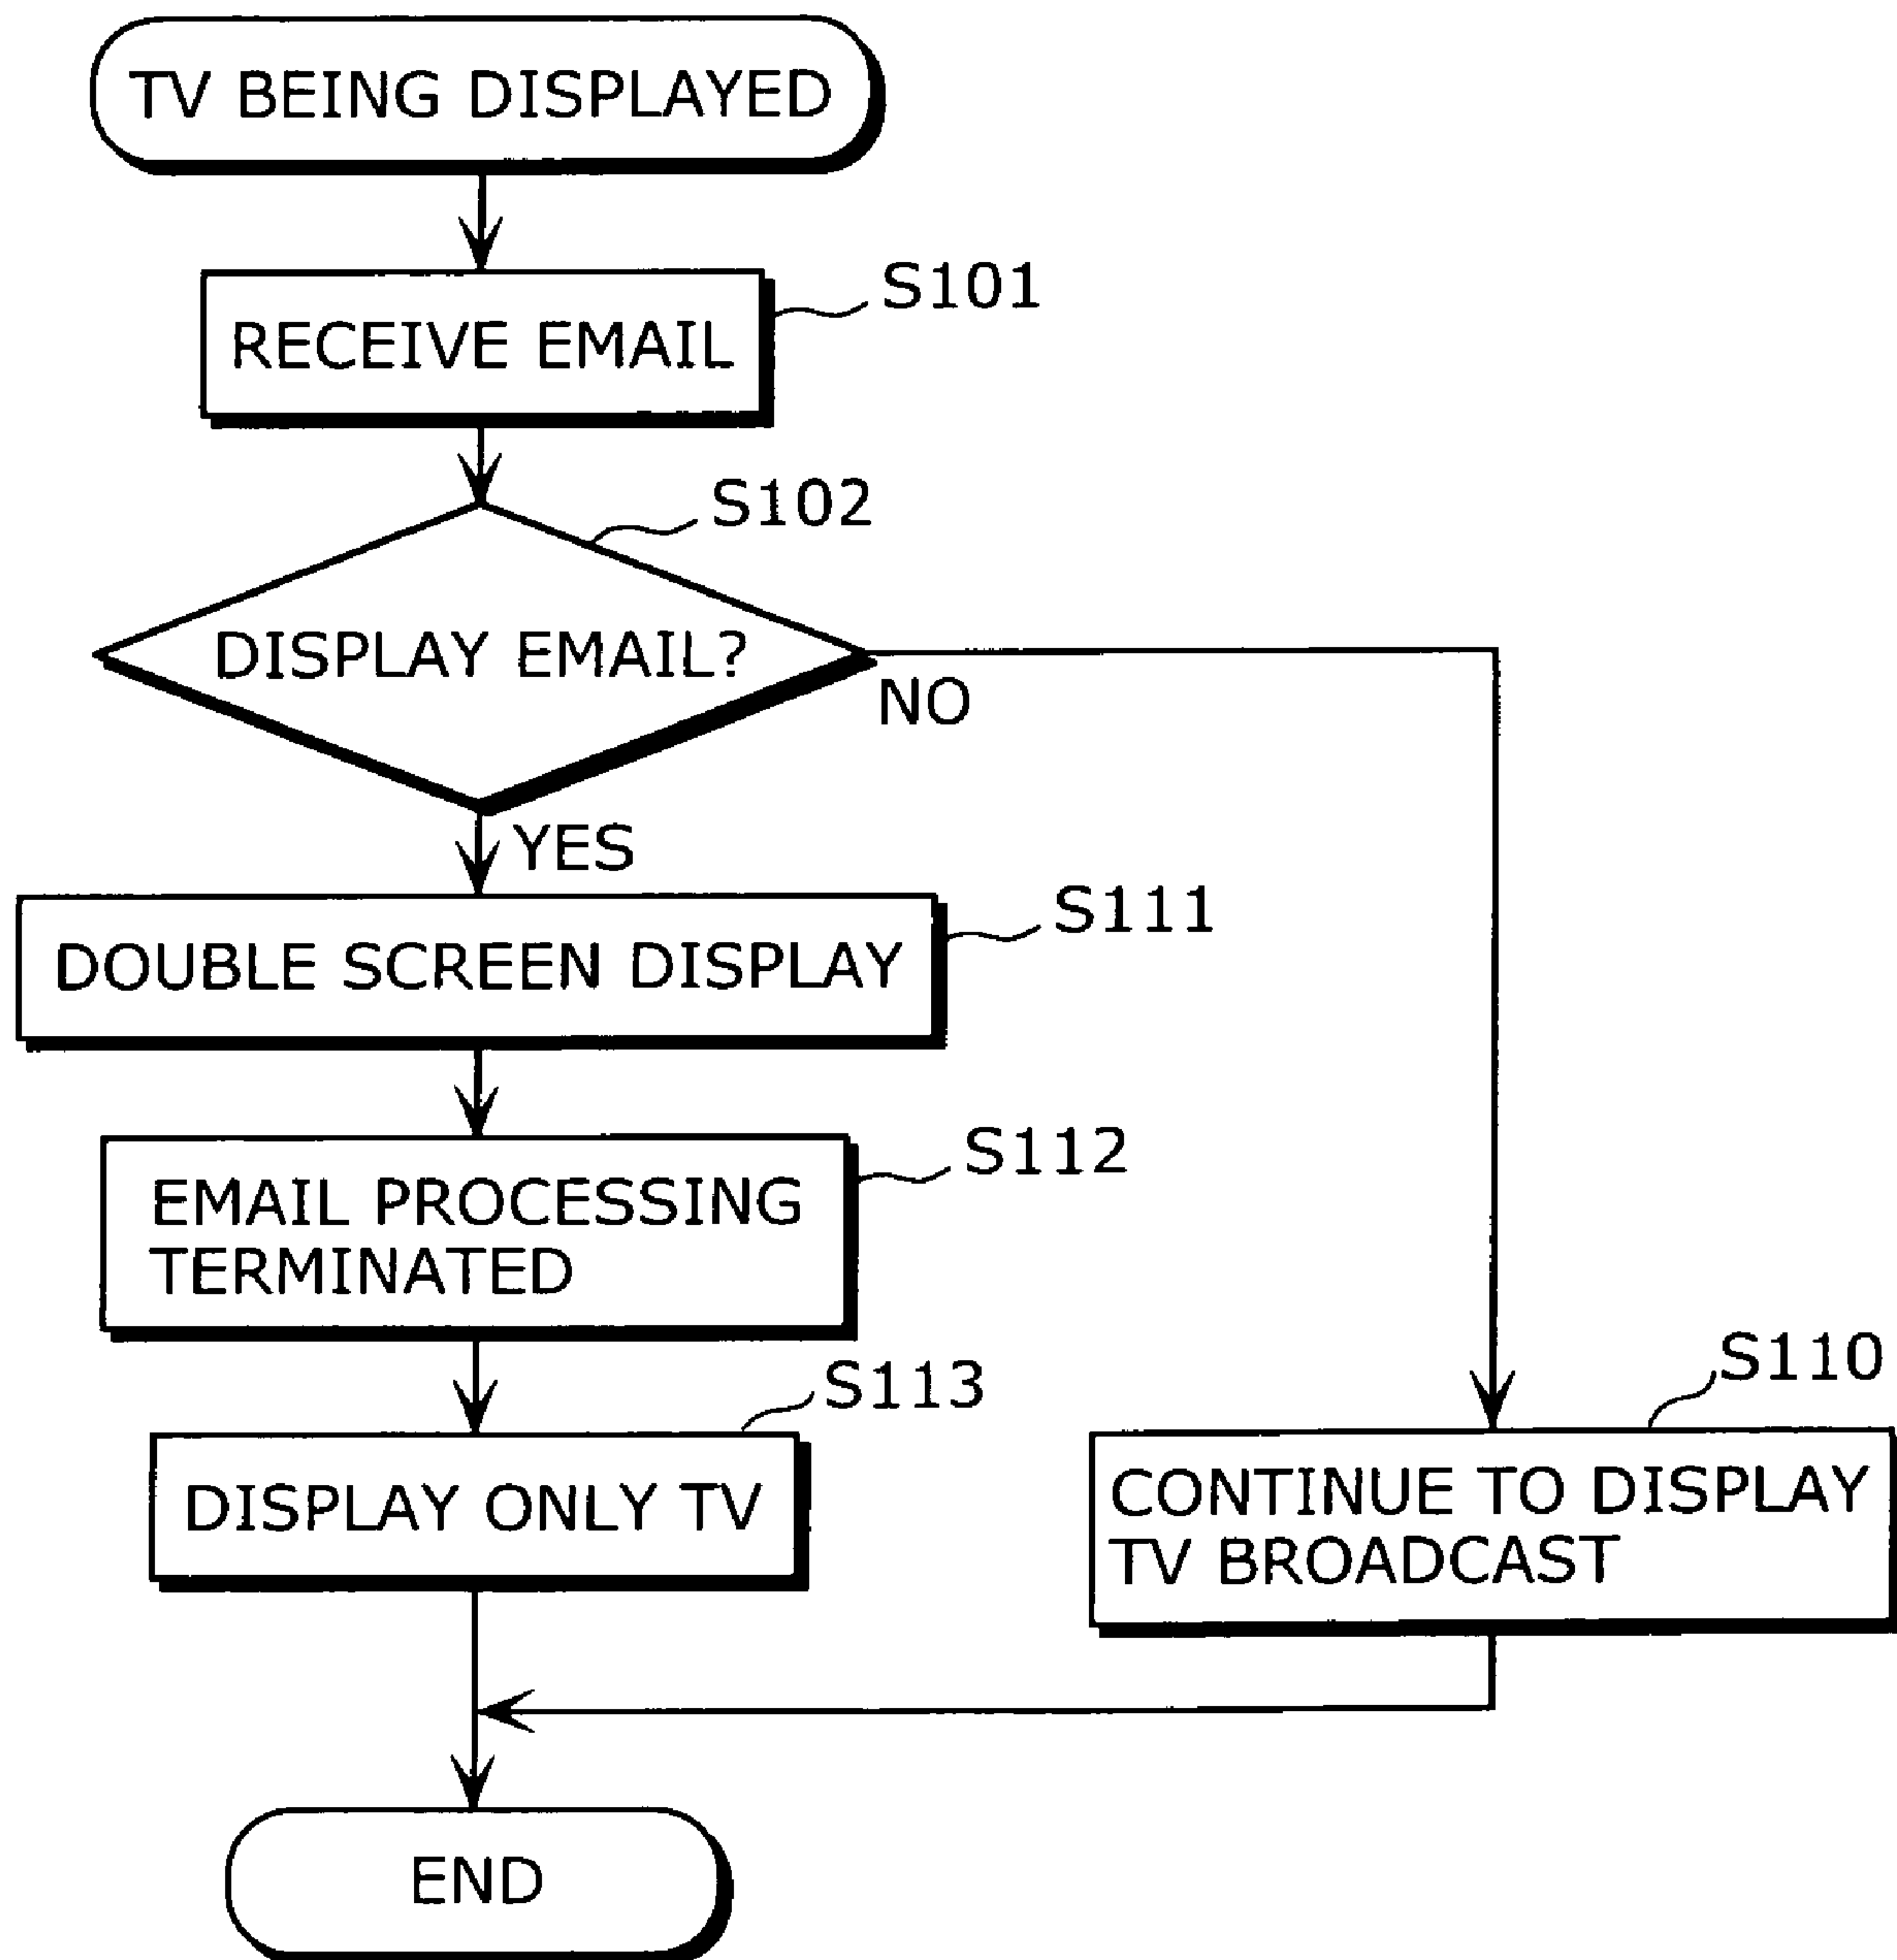 TV BEING DISPLAYED
S101
RECEIVE EMAIL
S102
DISPLAY EMAIL?
NO
YES
S111
DOUBLE SCREEN DISPLAY
S112
EMAIL PROCESSING
TERMINATED
S113
DISPLAY ONLY TV
S110
CONTINUE TO DISPLAY
TV BROADCAST
END